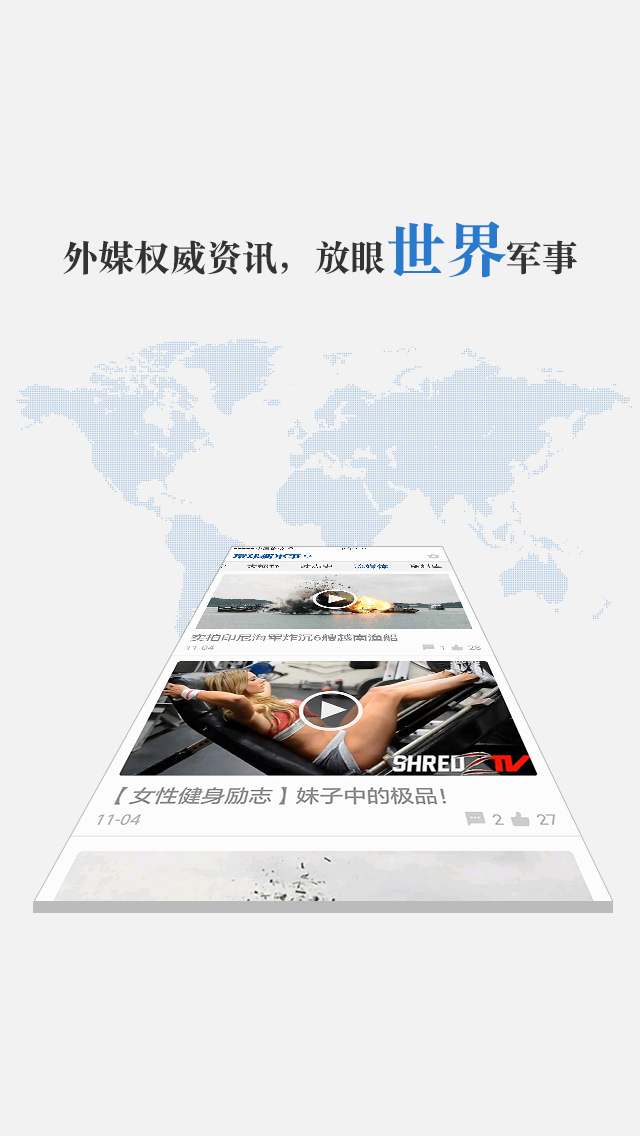 外媒权威资讯，放眼世界军事
实拍印尼海军炸沉6艘越南渔船
11-04 1 28
SHRED TV
【女性健身励志】妹子中的极品！
11-04 2 27